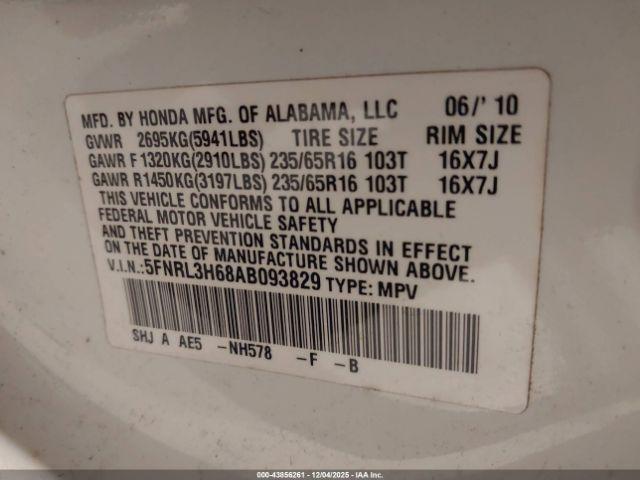 MFD. BY HONDA MFG. OF ALABAMA, LLC 06/'10
GVWR 2695KG(5941LBS) TIRE SIZE RIM SIZE
GAWR F1320KG(2910LBS) 235/65R16 103T 16X7J
GAWR R1450KG(3197LBS) 235/65R16 103T 16X7J
THIS VEHICLE CONFORMS TO ALL APPLICABLE
FEDERAL MOTOR VEHICLE SAFETY
AND THEFT PREVENTION STANDARDS IN EFFECT
ON THE DATE OF MANUFACTURE SHOWN ABOVE.
V.I.N.:5FNRL3H68AB093829 TYPE: MPV
SHJ A AE5 -NH578 -F -B
000-43856261 - 12/04/2025 - IAA Inc.